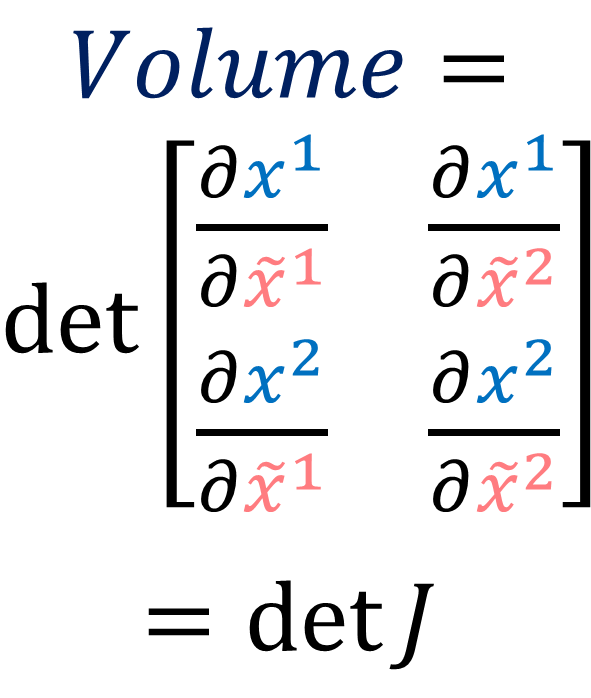 Volume =
det [ ∂x¹/∂x̃¹ ∂x¹/∂x̃² ]
[ ∂x²/∂x̃¹ ∂x²/∂x̃² ]
= det J